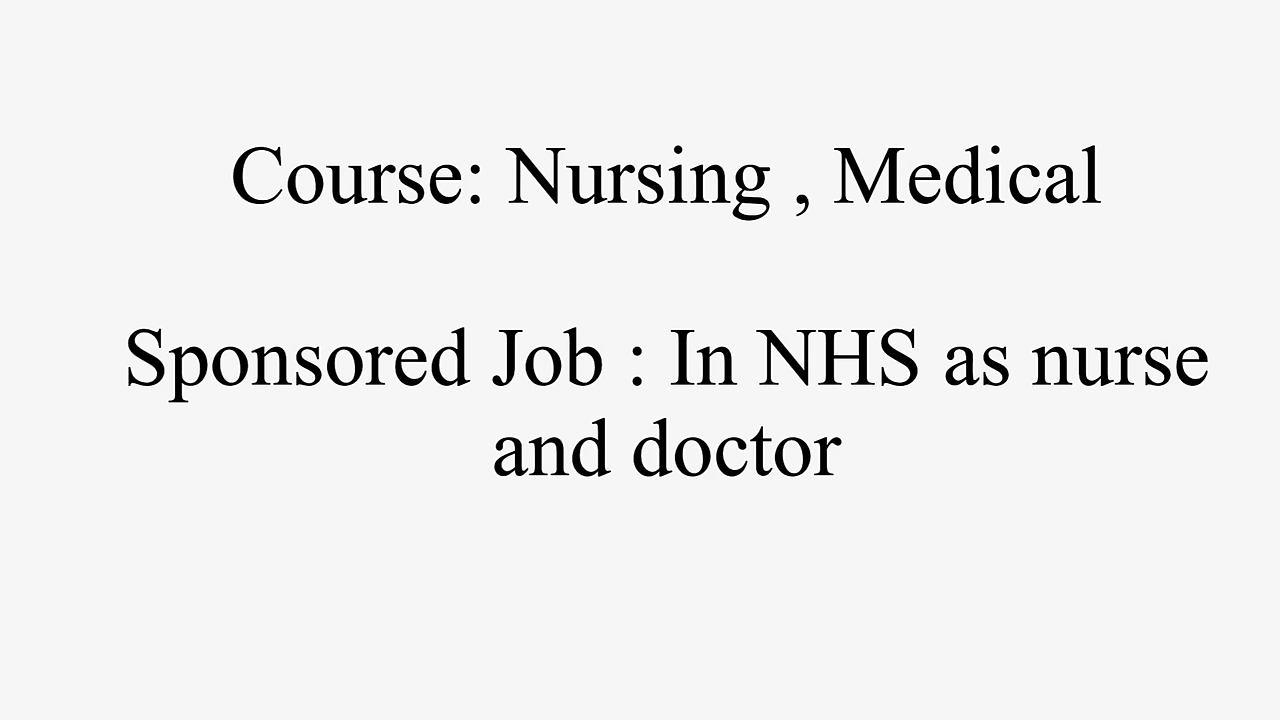 Course: Nursing , Medical
Sponsored Job : In NHS as nurse
and doctor